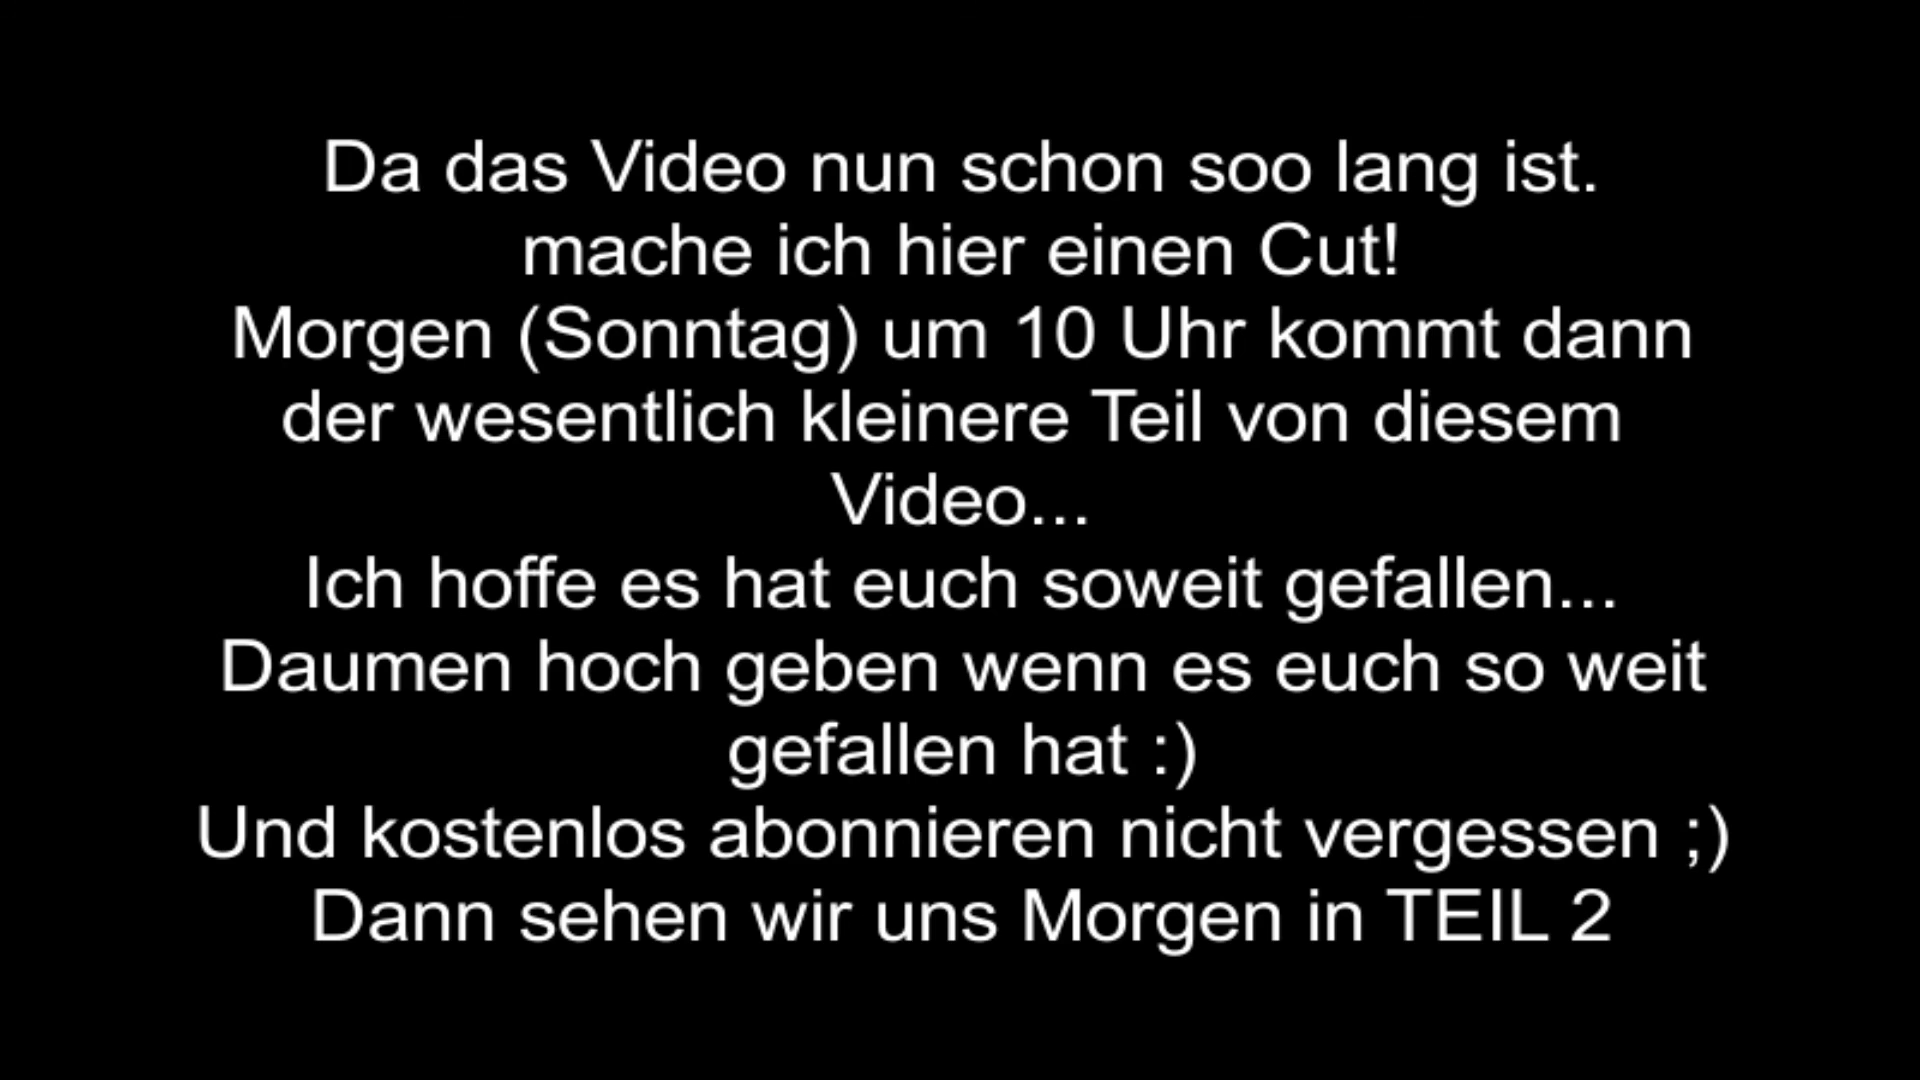 Da das Video nun schon soo lang ist.
mache ich hier einen Cut!
Morgen (Sonntag) um 10 Uhr kommt dann
der wesentlich kleinere Teil von diesem
Video...
Ich hoffe es hat euch soweit gefallen...
Daumen hoch geben wenn es euch so weit
gefallen hat :)
Und kostenlos abonnieren nicht vergessen ;)
Dann sehen wir uns Morgen in TEIL 2